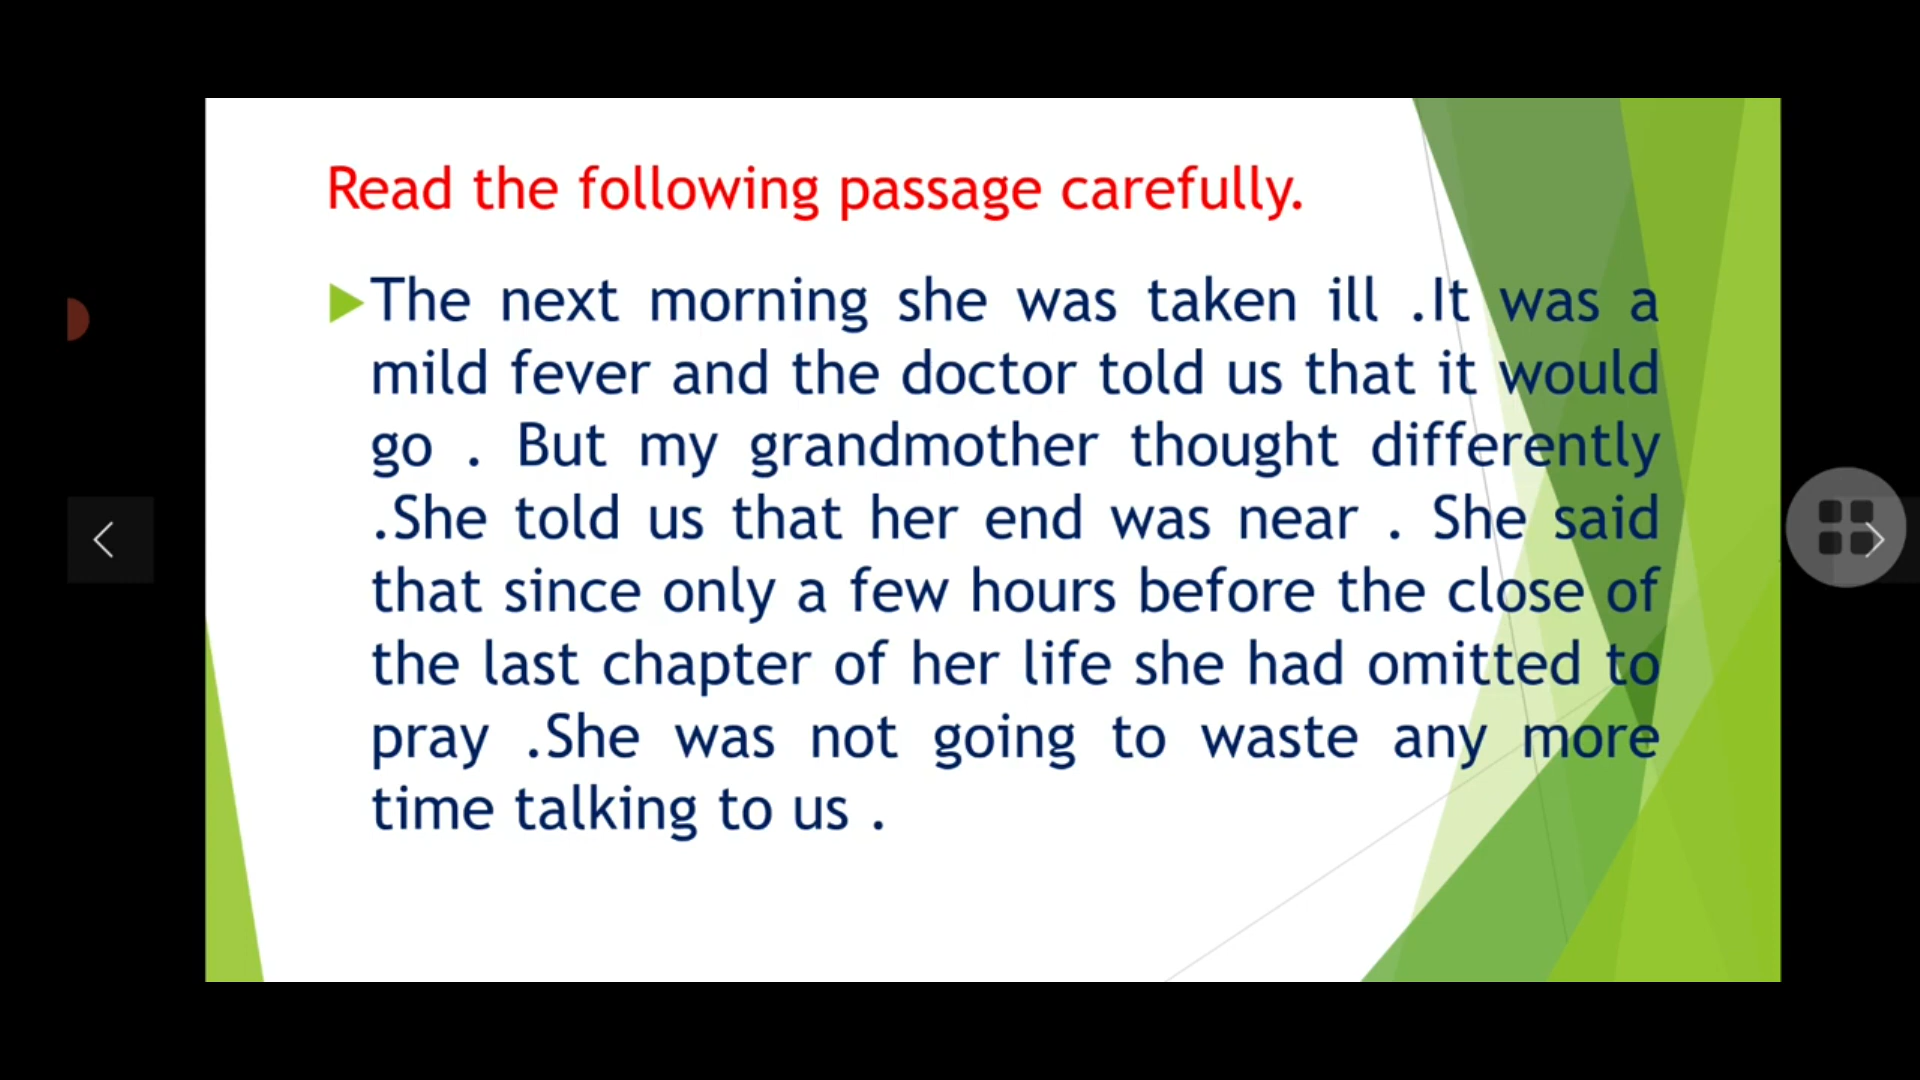 Read the following passage carefully.
The next morning she was taken ill .It was a
mild fever and the doctor told us that it would
go . But my grandmother thought differently
.She told us that her end was near . She said
that since only a few hours before the close of
the last chapter of her life she had omitted to
pray .She was not going to waste any more
time talking to us .